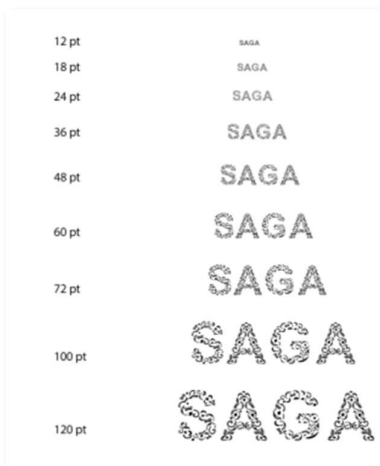 12 pt SAGA
18 pt SAGA
24 pt SAGA
36 pt SAGA
48 pt SAGA
60 pt SAGA
72 pt SAGA
100 pt SAGA
120 pt SAGA